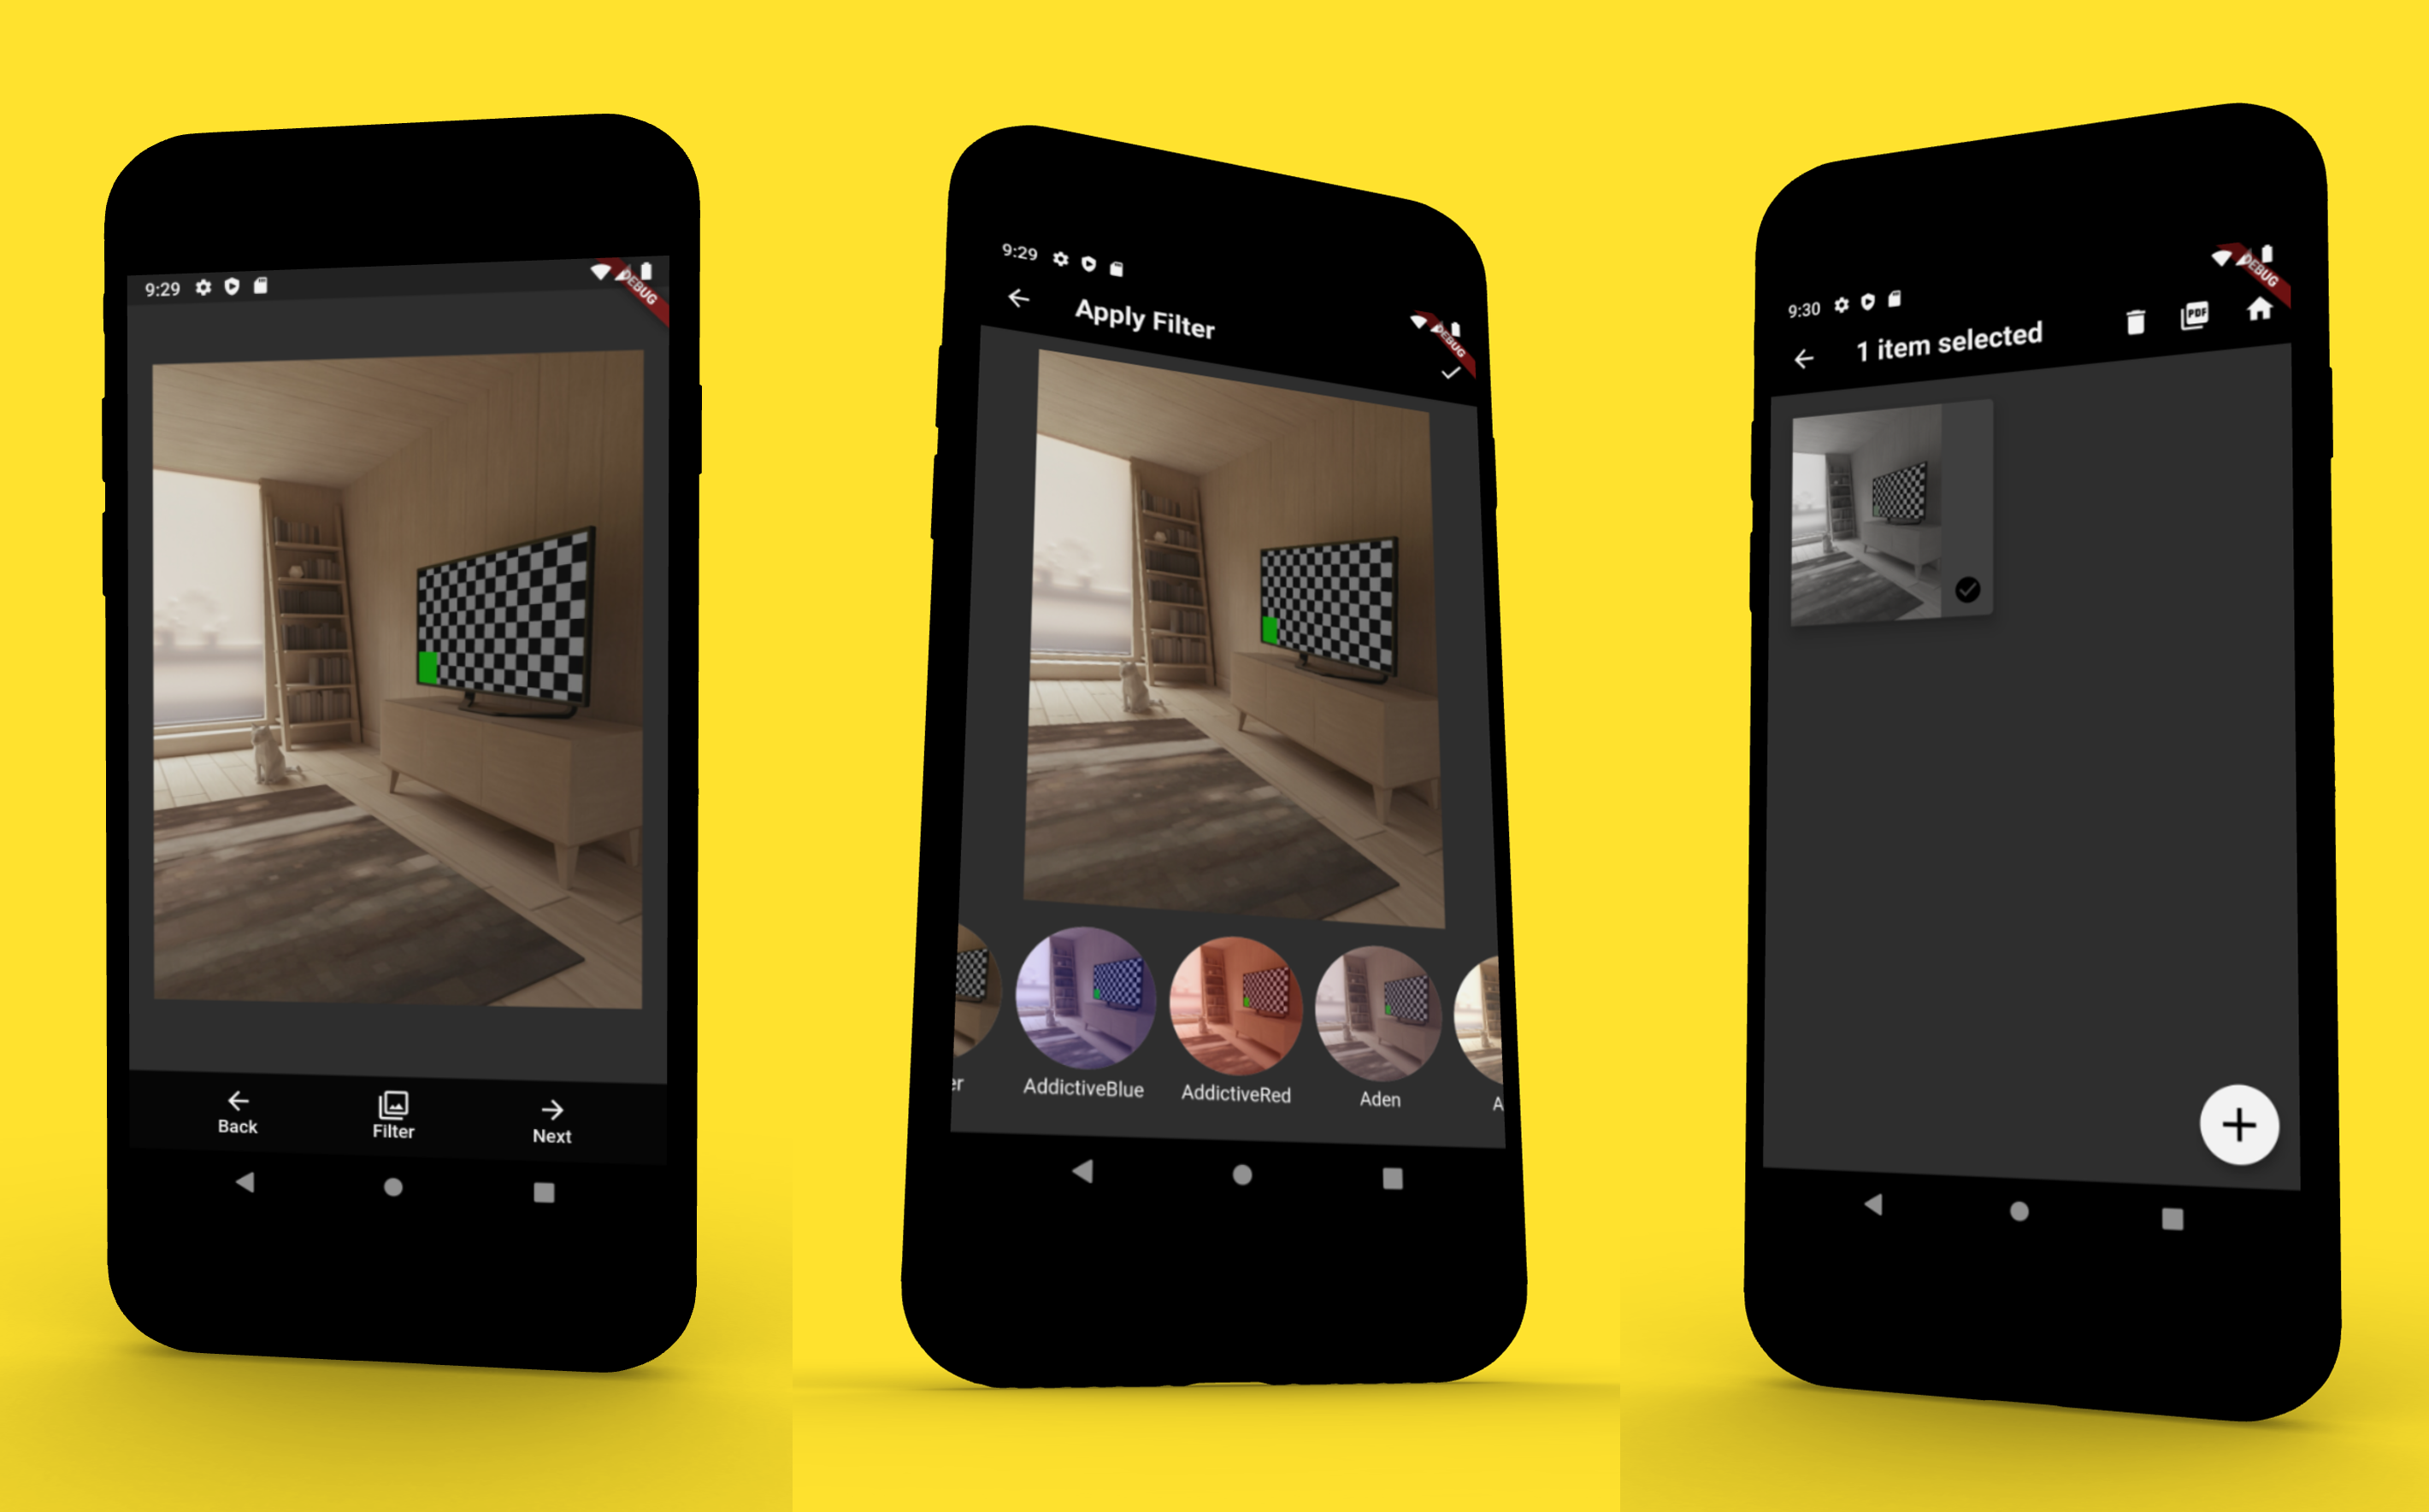 9:29
DEBUG
Back
Filter
Next
9:29
DEBUG
Apply Filter
er
AddictiveBlue
AddictiveRed
Aden
A
9:30
DEBUG
1 item selected
PDF